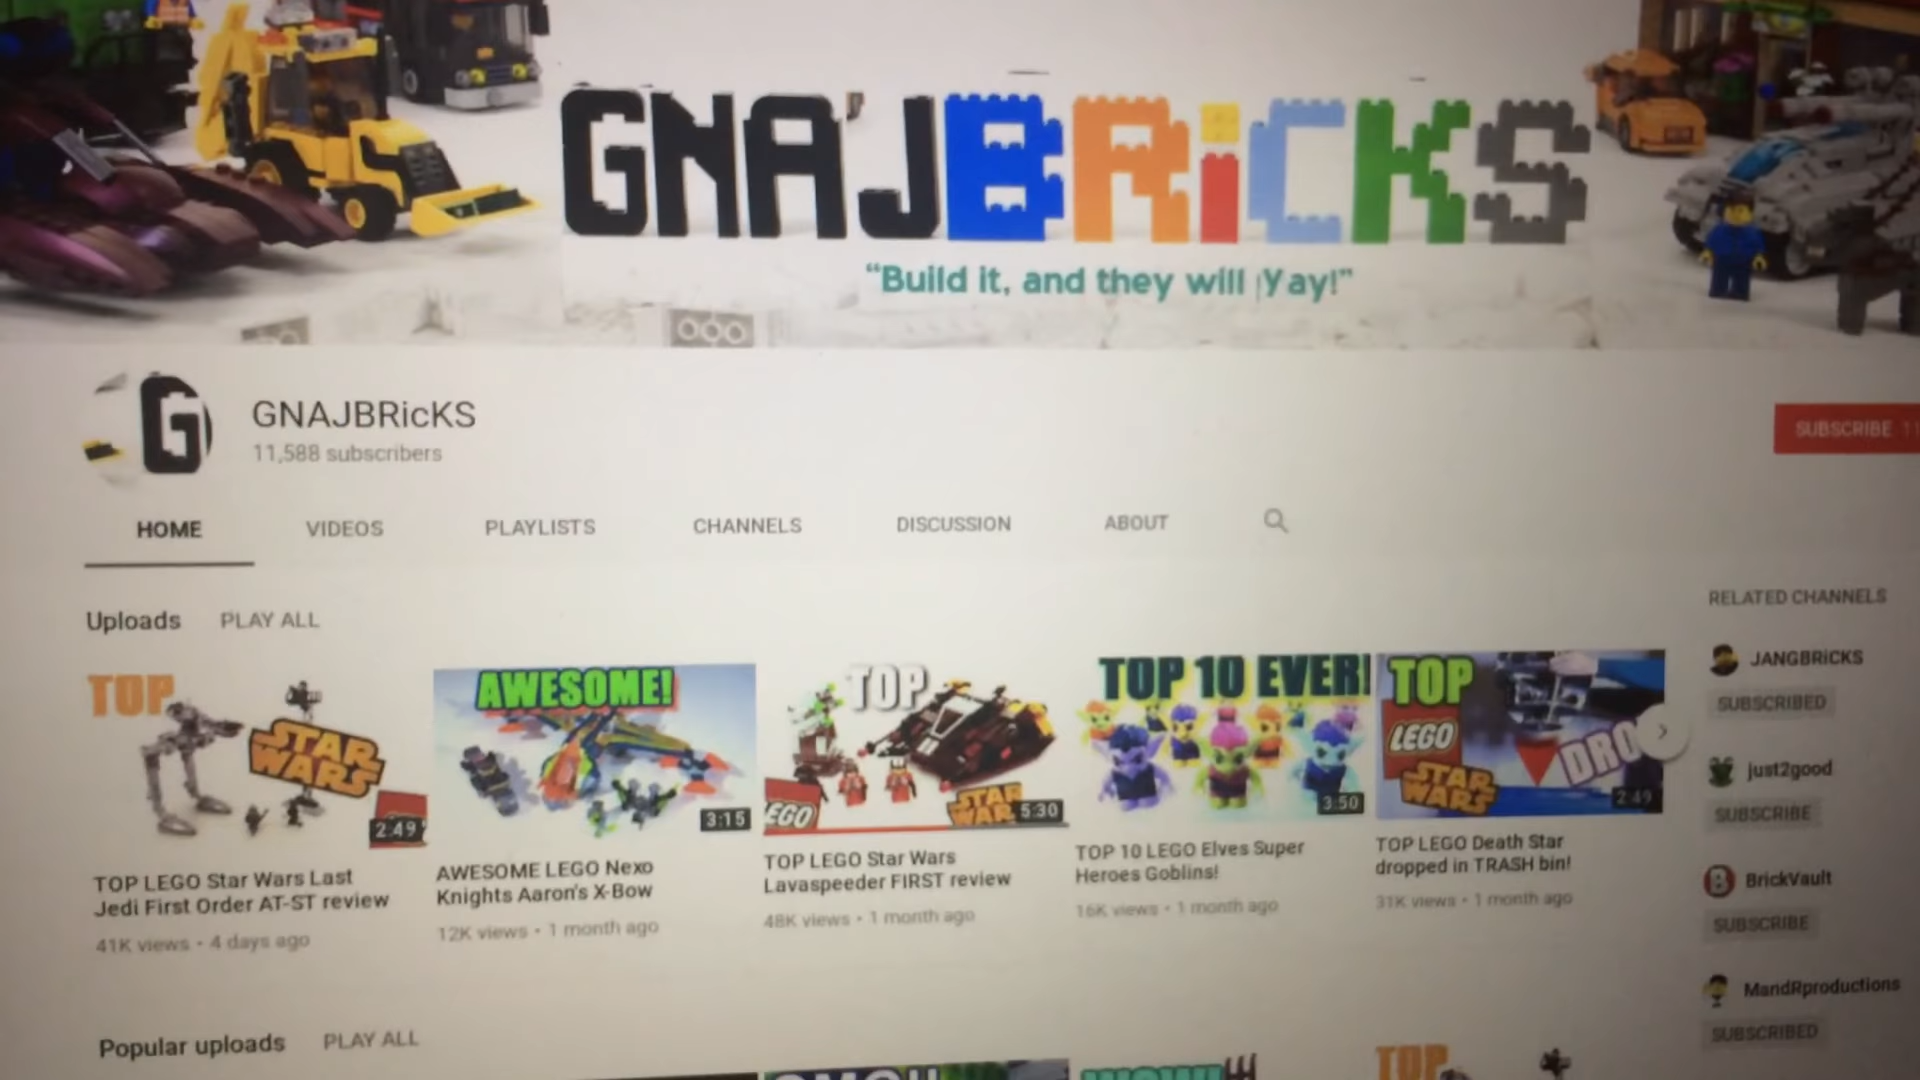 GNAJBRiCKS
“Build it, and they will Yay!”
GNAJBRicKS
11,588 subscribers
SUBSCRIBE 11
HOME
VIDEOS
PLAYLISTS
CHANNELS
DISCUSSION
ABOUT
Uploads
PLAY ALL
TOP
STAR
WARS
2:49
TOP LEGO Star Wars Last
Jedi First Order AT-ST review
41K views • 4 days ago
AWESOME!
3:15
AWESOME LEGO Nexo
Knights Aaron's X-Bow
12K views • 1 month ago
TOP
EGO
STAR
WAR
5:30
TOP LEGO Star Wars
Lavaspeeder FIRST review
48K views • 1 month ago
TOP 10 EVER!
3:50
TOP 10 LEGO Elves Super
Heroes Goblins!
16K views • 1 month ago
TOP
LEGO
STAR
WARS
DRO
2:49
TOP LEGO Death Star
dropped in TRASH bin!
31K views • 1 month ago
RELATED CHANNELS
JANGBRiCKS
SUBSCRIBED
just2good
SUBSCRIBE
BrickVault
SUBSCRIBE
MandRproductions
SUBSCRIBED
Popular uploads
PLAY ALL
TOP